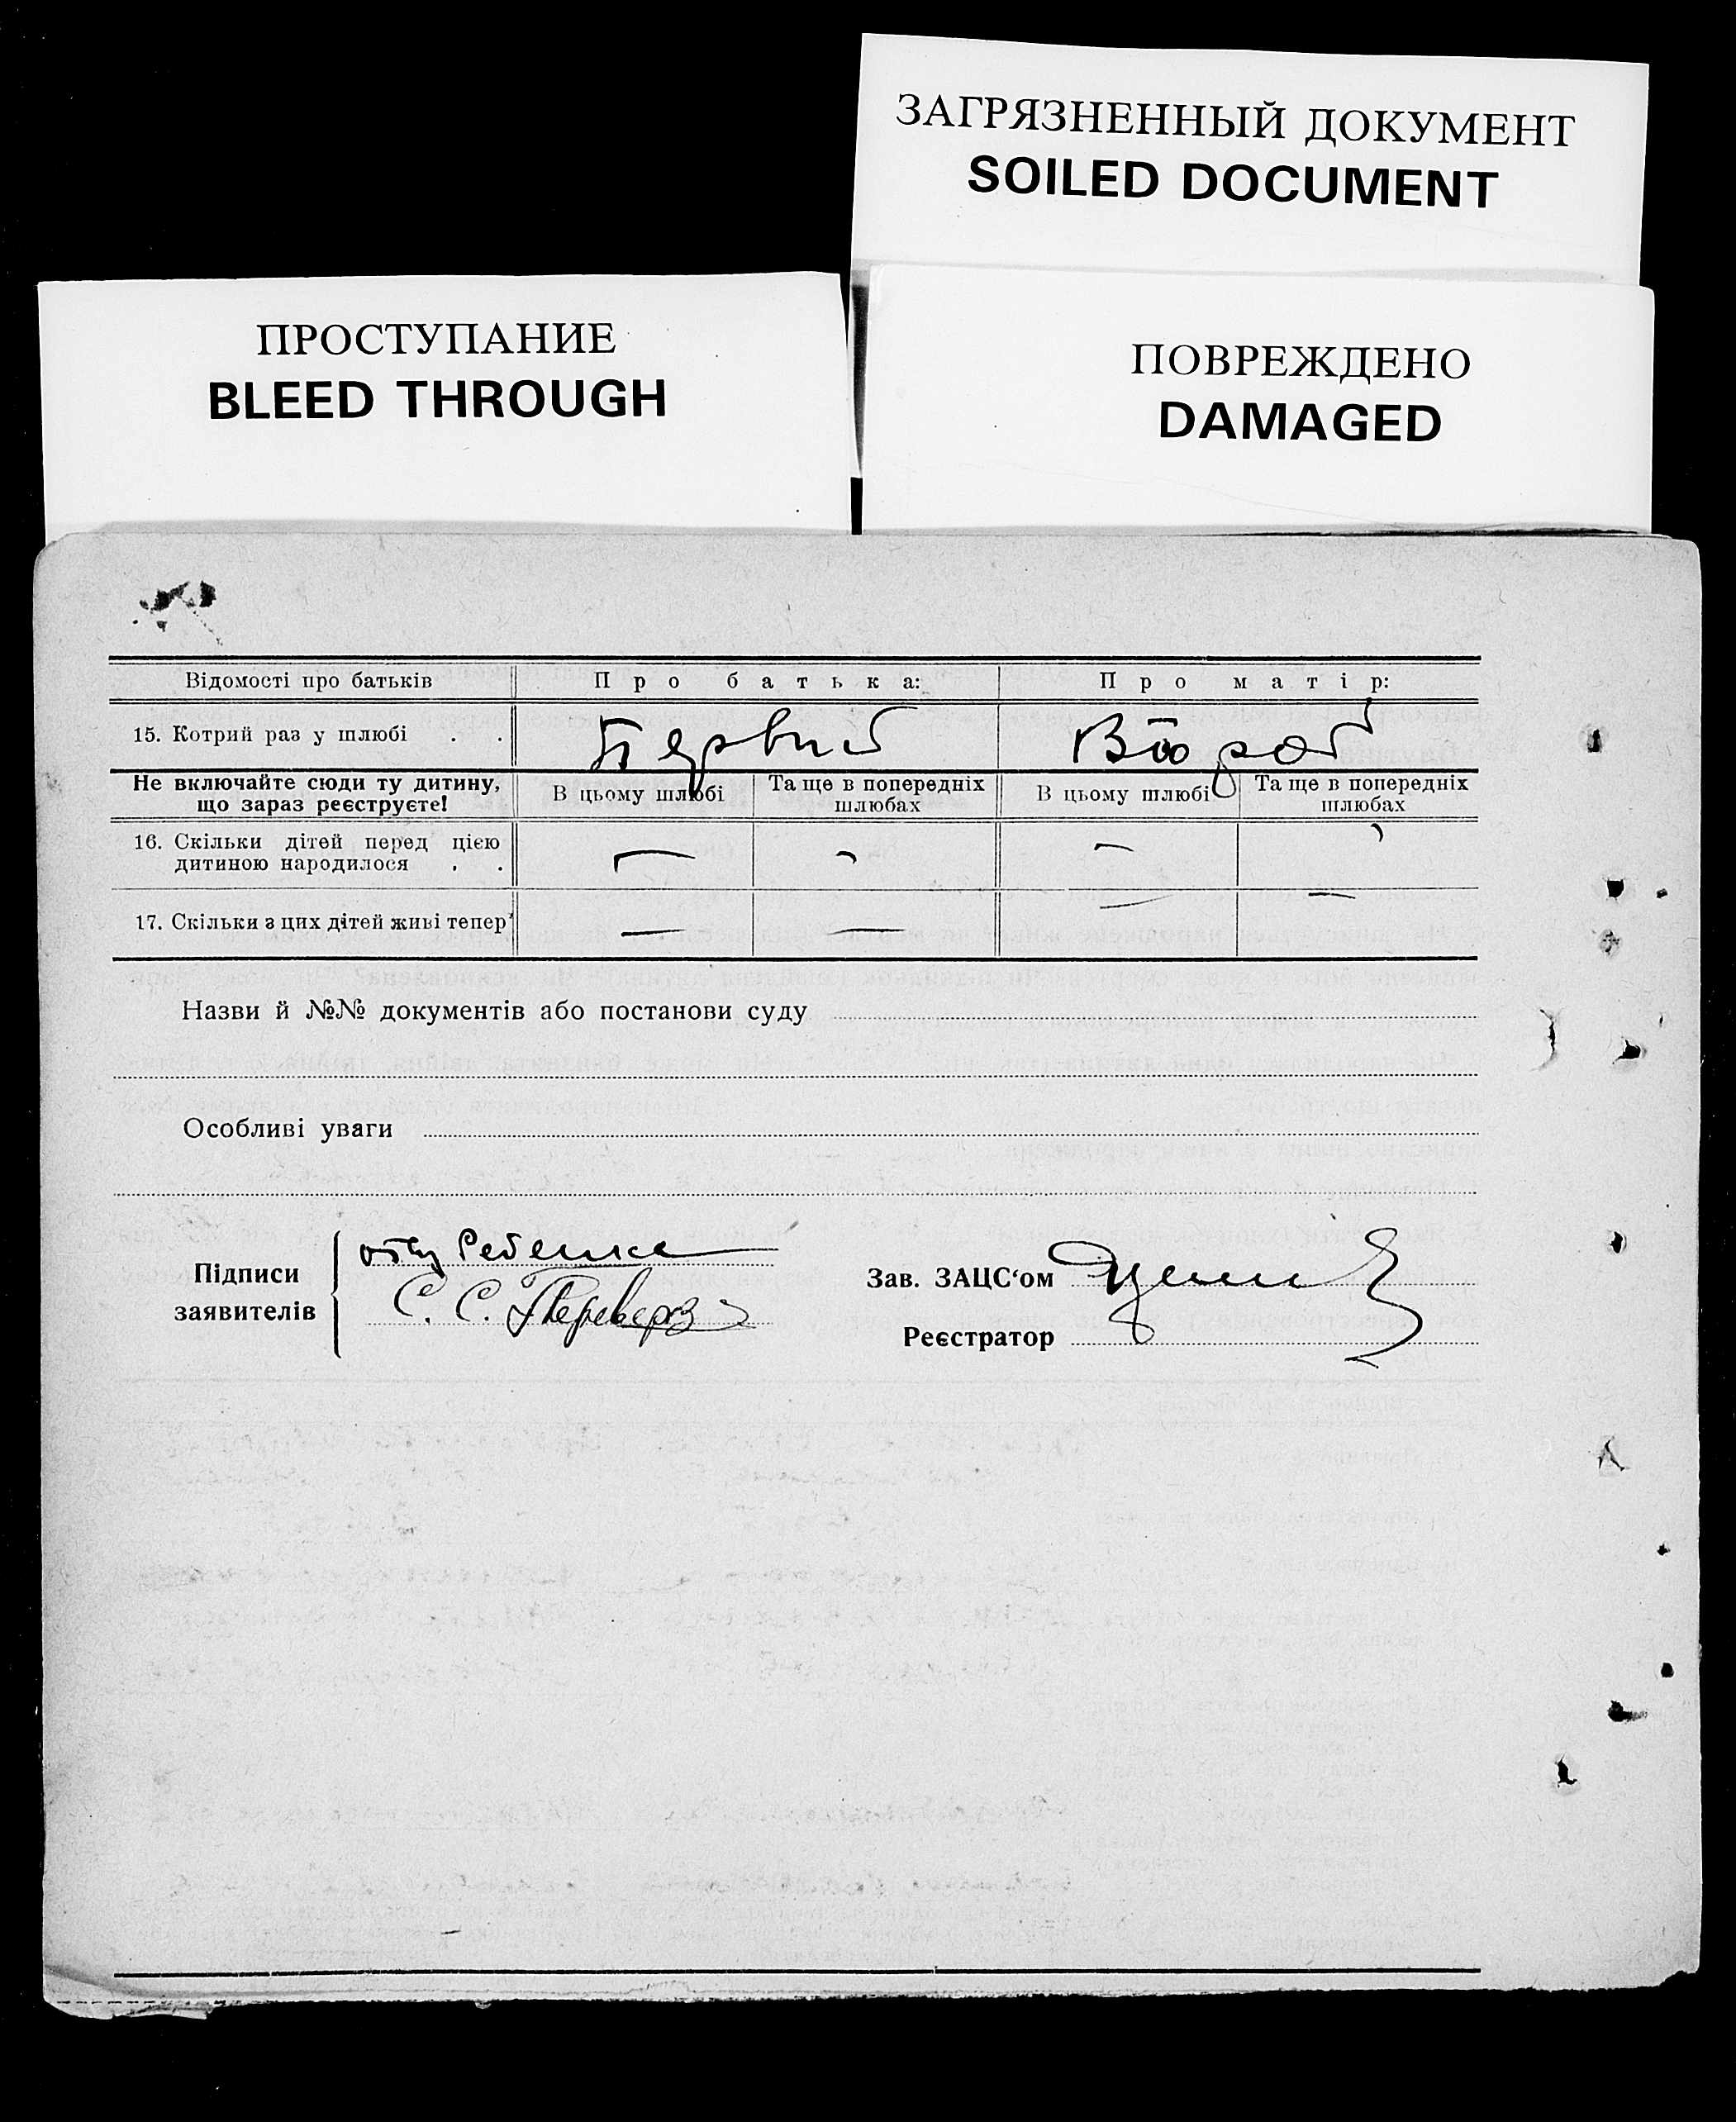 ЗАГРЯЗНЕННЫЙ ДОКУМЕНТ
SOILED DOCUMENT
ПРОСТУПАНИЕ
BLEED THROUGH
ПОВРЕЖДЕНО
DAMAGED
Відомості про батьків Про батька: Про матір:
15. Котрий раз у шлюбі . . Первый Второй
Не включайте сюди ту дитину, що зараз реєструєте! В цьому шлюбі Та ще в попередніх шлюбах В цьому шлюбі Та ще в попередніх шлюбах
16. Скільки дітей перед цією
дитиною народилося . . — — —
17. Скільки з цих дітей живі тепер — — — —
Назви й №№ документів або постанови суду
Особливі уваги
Підписи заявителів
отец Ребенка
С. С. Переверз
Зав. ЗАЦС'ом
Реєстратор